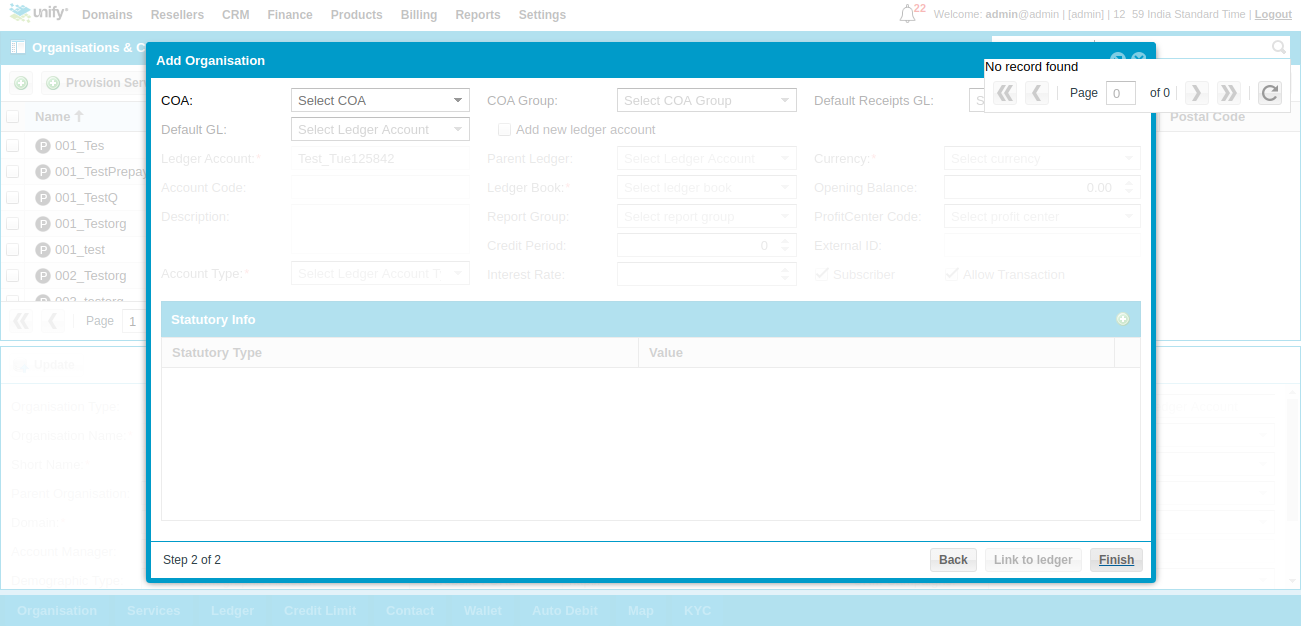 unify
Domains Resellers CRM Finance Products Billing Reports Settings
22
Welcome: admin@admin | [admin] | 12 59 India Standard Time | Logout
Organisations & C
Add Organisation
No record found
Page 0 of 0
Provision Ser
COA: Select COA COA Group: Select COA Group Default Receipts GL: S
Name Postal Code
Default GL: Select Ledger Account Add new ledger account
P 001_Tes
Ledger Account:* Test_Tue125842 Parent Ledger: Select Ledger Account Currency:* Select currency
P 001_TestPrepay
Account Code: Ledger Book:* Select ledger book Opening Balance: 0.00
P 001_TestQ
Description: Report Group: Select report group ProfitCenter Code: Select profit center
P 001_Testorg
Credit Period: 0 External ID:
P 001_test
Account Type:* Select Ledger Account T Interest Rate: Subscriber Allow Transaction
P 002_Testorg
P 002_testorg
Page 1
Statutory Info
Statutory Type Value
Update
Organisation Type:
Organisation Name:*
Short Name:*
Parent Organisation:
Domain:
Account Manager:
Demographic Type:
Step 2 of 2 Back Link to ledger Finish
Organisation Services Ledger Credit Limit Contact Wallet Auto Debit Map KYC